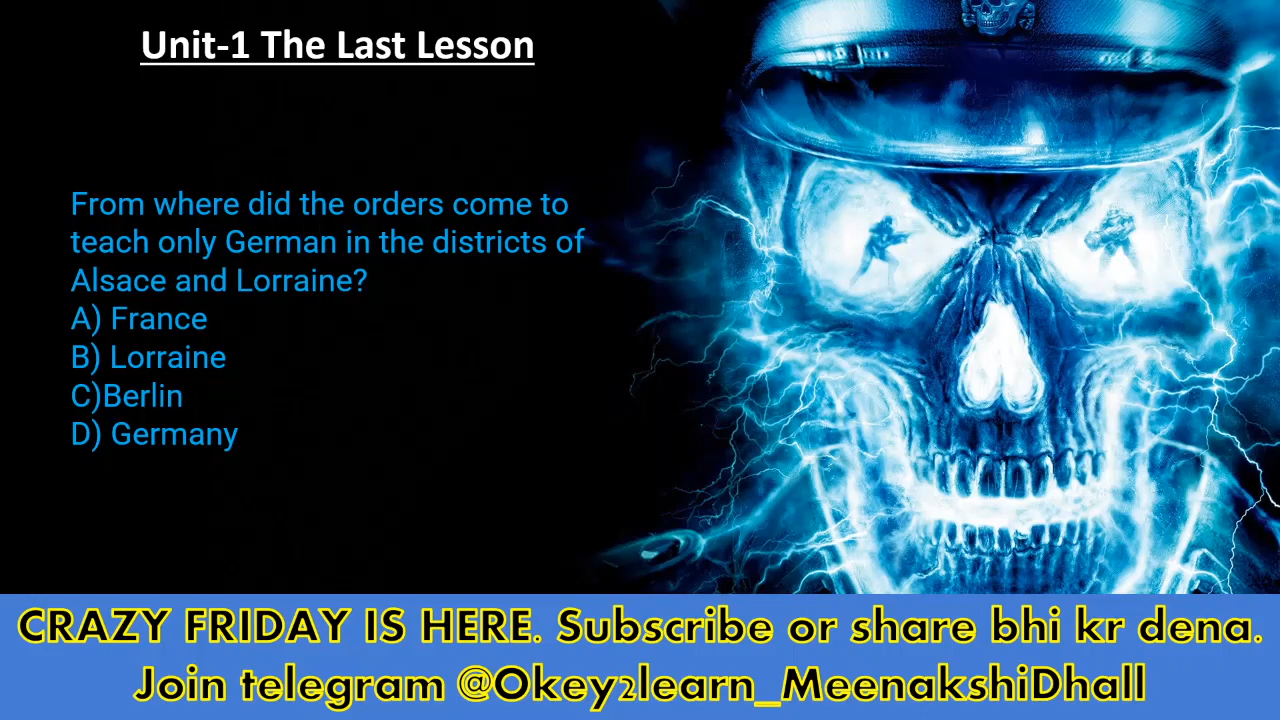 Unit-1 The Last Lesson
From where did the orders come to
teach only German in the districts of
Alsace and Lorraine?
A) France
B) Lorraine
C)Berlin
D) Germany
CRAZY FRIDAY IS HERE. Subscribe or share bhi kr dena.
Join telegram @Okey2learn_MeenakshiDhall